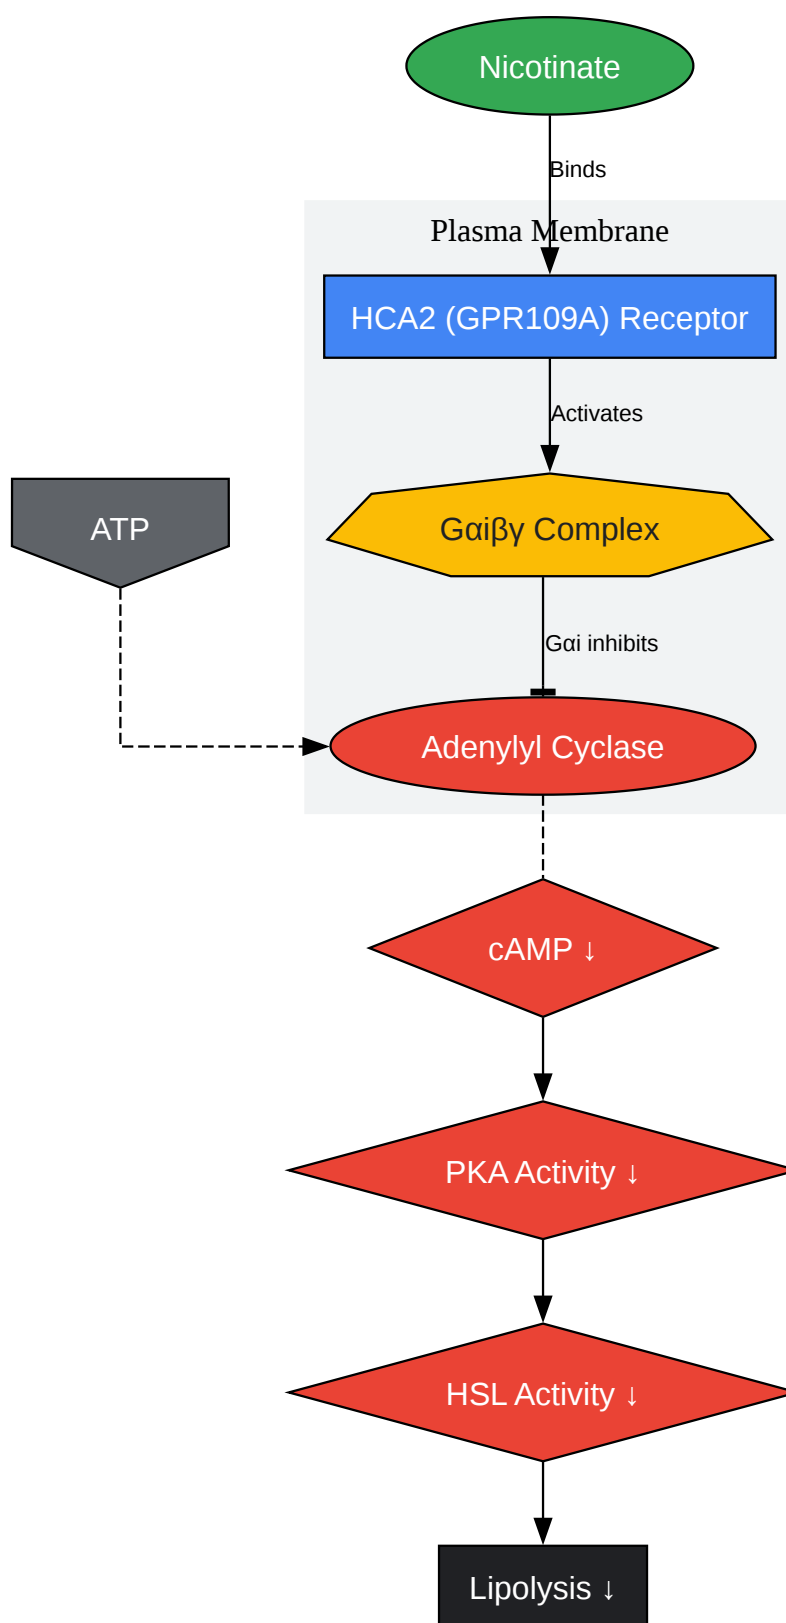 Nicotinate
Binds
Plasma Membrane
HCA2 (GPR109A) Receptor
Activates
Gαiβγ Complex
ATP
Gαi inhibits
Adenylyl Cyclase
cAMP ↓
PKA Activity ↓
HSL Activity ↓
Lipolysis ↓